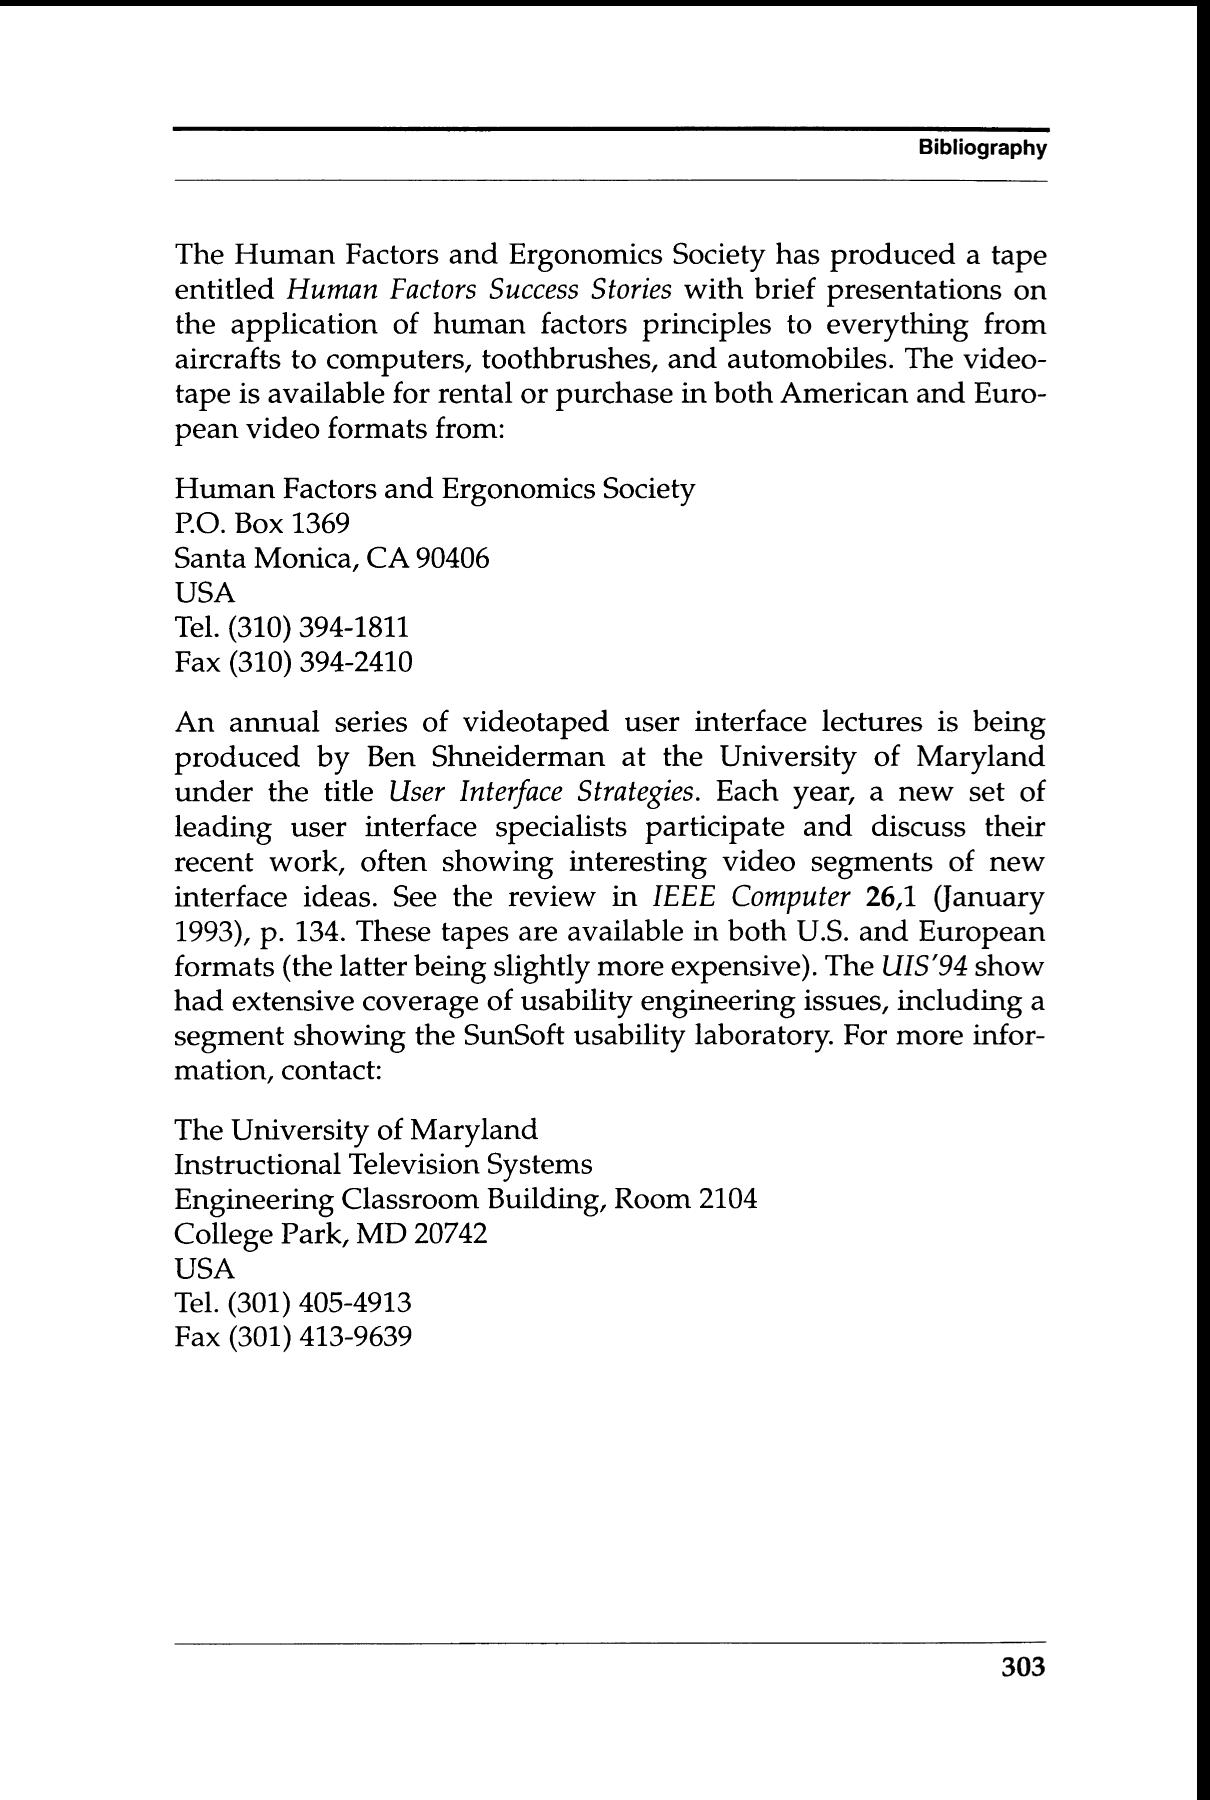 Bibliography
The Human Factors and Ergonomics Society has produced a tape
entitled Human Factors Success Stories with brief presentations on
the application of human factors principles to everything from
aircrafts to computers, toothbrushes, and automobiles. The video-
tape is available for rental or purchase in both American and Euro-
pean video formats from:
Human Factors and Ergonomics Society
P.O. Box 1369
Santa Monica, CA 90406
USA
Tel. (310) 394-1811
Fax (310) 394-2410
An annual series of videotaped user interface lectures is being
produced by Ben Shneiderman at the University of Maryland
under the title User Interface Strategies. Each year, a new set of
leading user interface specialists participate and discuss their
recent work, often showing interesting video segments of new
interface ideas. See the review in IEEE Computer 26,1 (January
1993), p. 134. These tapes are available in both U.S. and European
formats (the latter being slightly more expensive). The UIS'94 show
had extensive coverage of usability engineering issues, including a
segment showing the SunSoft usability laboratory. For more infor-
mation, contact:
The University of Maryland
Instructional Television Systems
Engineering Classroom Building, Room 2104
College Park, MD 20742
USA
Tel. (301) 405-4913
Fax (301) 413-9639
303